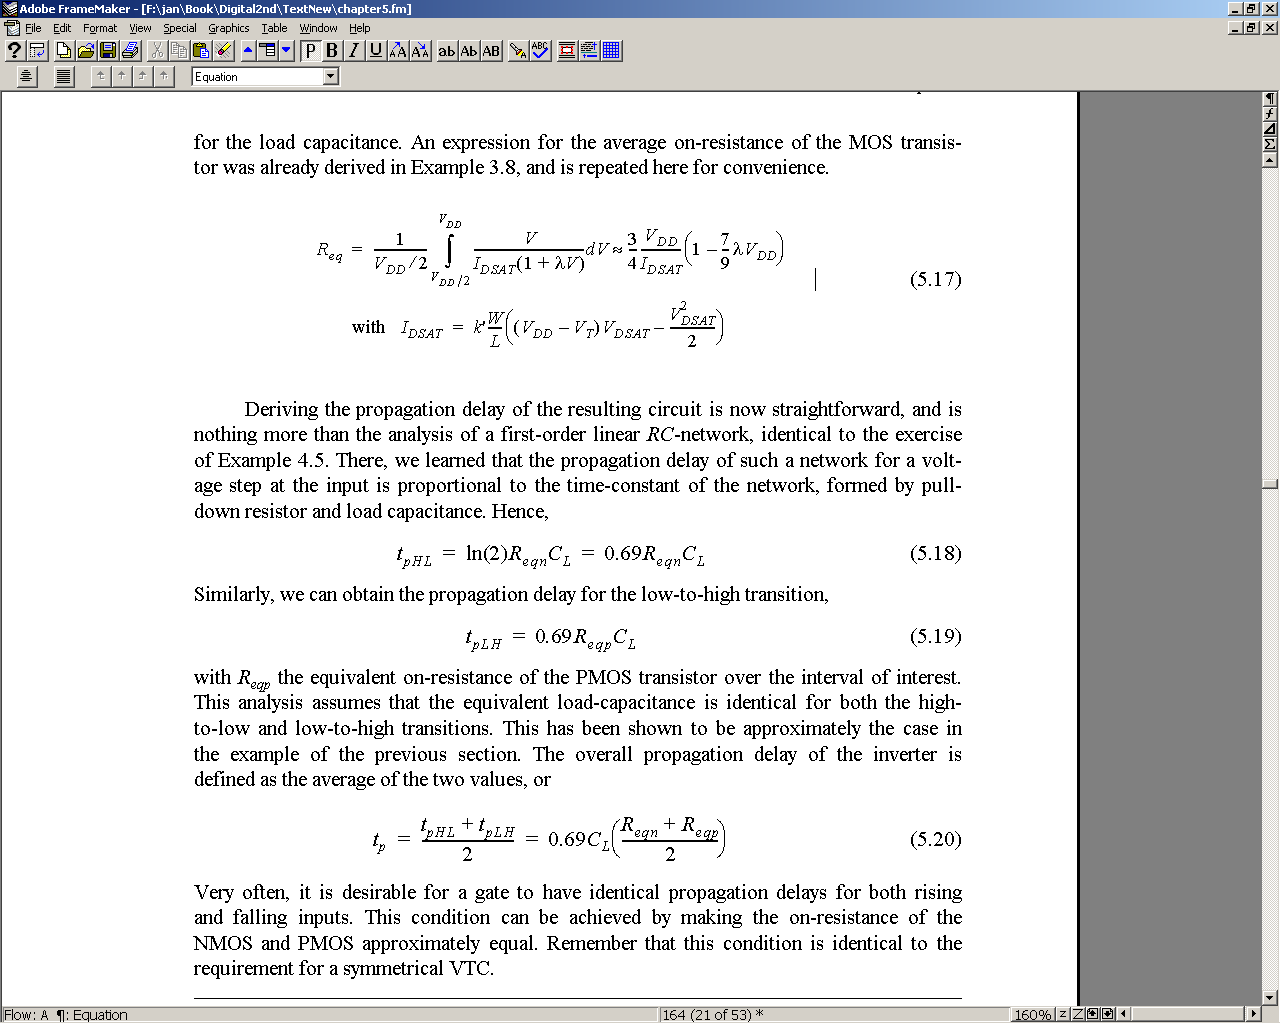 Adobe FrameMaker - [F:\jan\Book\Digital2nd\TextNew\chapter5.fm]
File Edit Format View Special Graphics Table Window Help
? P B I U AA AA ab Ab AB ABC
Equation
for the load capacitance. An expression for the average on-resistance of the MOS transis-
tor was already derived in Example 3.8, and is repeated here for convenience.
R_eq = 1/(V_DD/2) ∫_{V_DD/2}^{V_DD} V/(I_DSAT(1 + λV)) dV ≈ 3/4 V_DD/I_DSAT (1 − 7/9 λV_DD)
(5.17)
with I_DSAT = k' W/L ((V_DD − V_T)V_DSAT − V_DSAT^2/2)
Deriving the propagation delay of the resulting circuit is now straightforward, and is
nothing more than the analysis of a first-order linear RC-network, identical to the exercise
of Example 4.5. There, we learned that the propagation delay of such a network for a volt-
age step at the input is proportional to the time-constant of the network, formed by pull-
down resistor and load capacitance. Hence,
t_pHL = ln(2)R_eqn C_L = 0.69R_eqn C_L (5.18)
Similarly, we can obtain the propagation delay for the low-to-high transition,
t_pLH = 0.69R_eqp C_L (5.19)
with R_eqp the equivalent on-resistance of the PMOS transistor over the interval of interest.
This analysis assumes that the equivalent load-capacitance is identical for both the high-
to-low and low-to-high transitions. This has been shown to be approximately the case in
the example of the previous section. The overall propagation delay of the inverter is
defined as the average of the two values, or
t_p = (t_pHL + t_pLH)/2 = 0.69C_L((R_eqn + R_eqp)/2) (5.20)
Very often, it is desirable for a gate to have identical propagation delays for both rising
and falling inputs. This condition can be achieved by making the on-resistance of the
NMOS and PMOS approximately equal. Remember that this condition is identical to the
requirement for a symmetrical VTC.
Flow: A ¶: Equation 164 (21 of 53) * 160% z Z